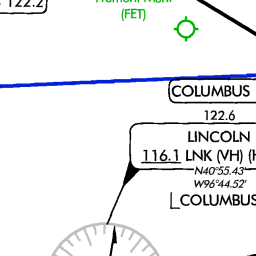 122.2
(FET)
COLUMBUS
122.6
LINCOLN
116.1 LNK (VH) (H
N40°55.43'
W96°44.52'
COLUMBUS